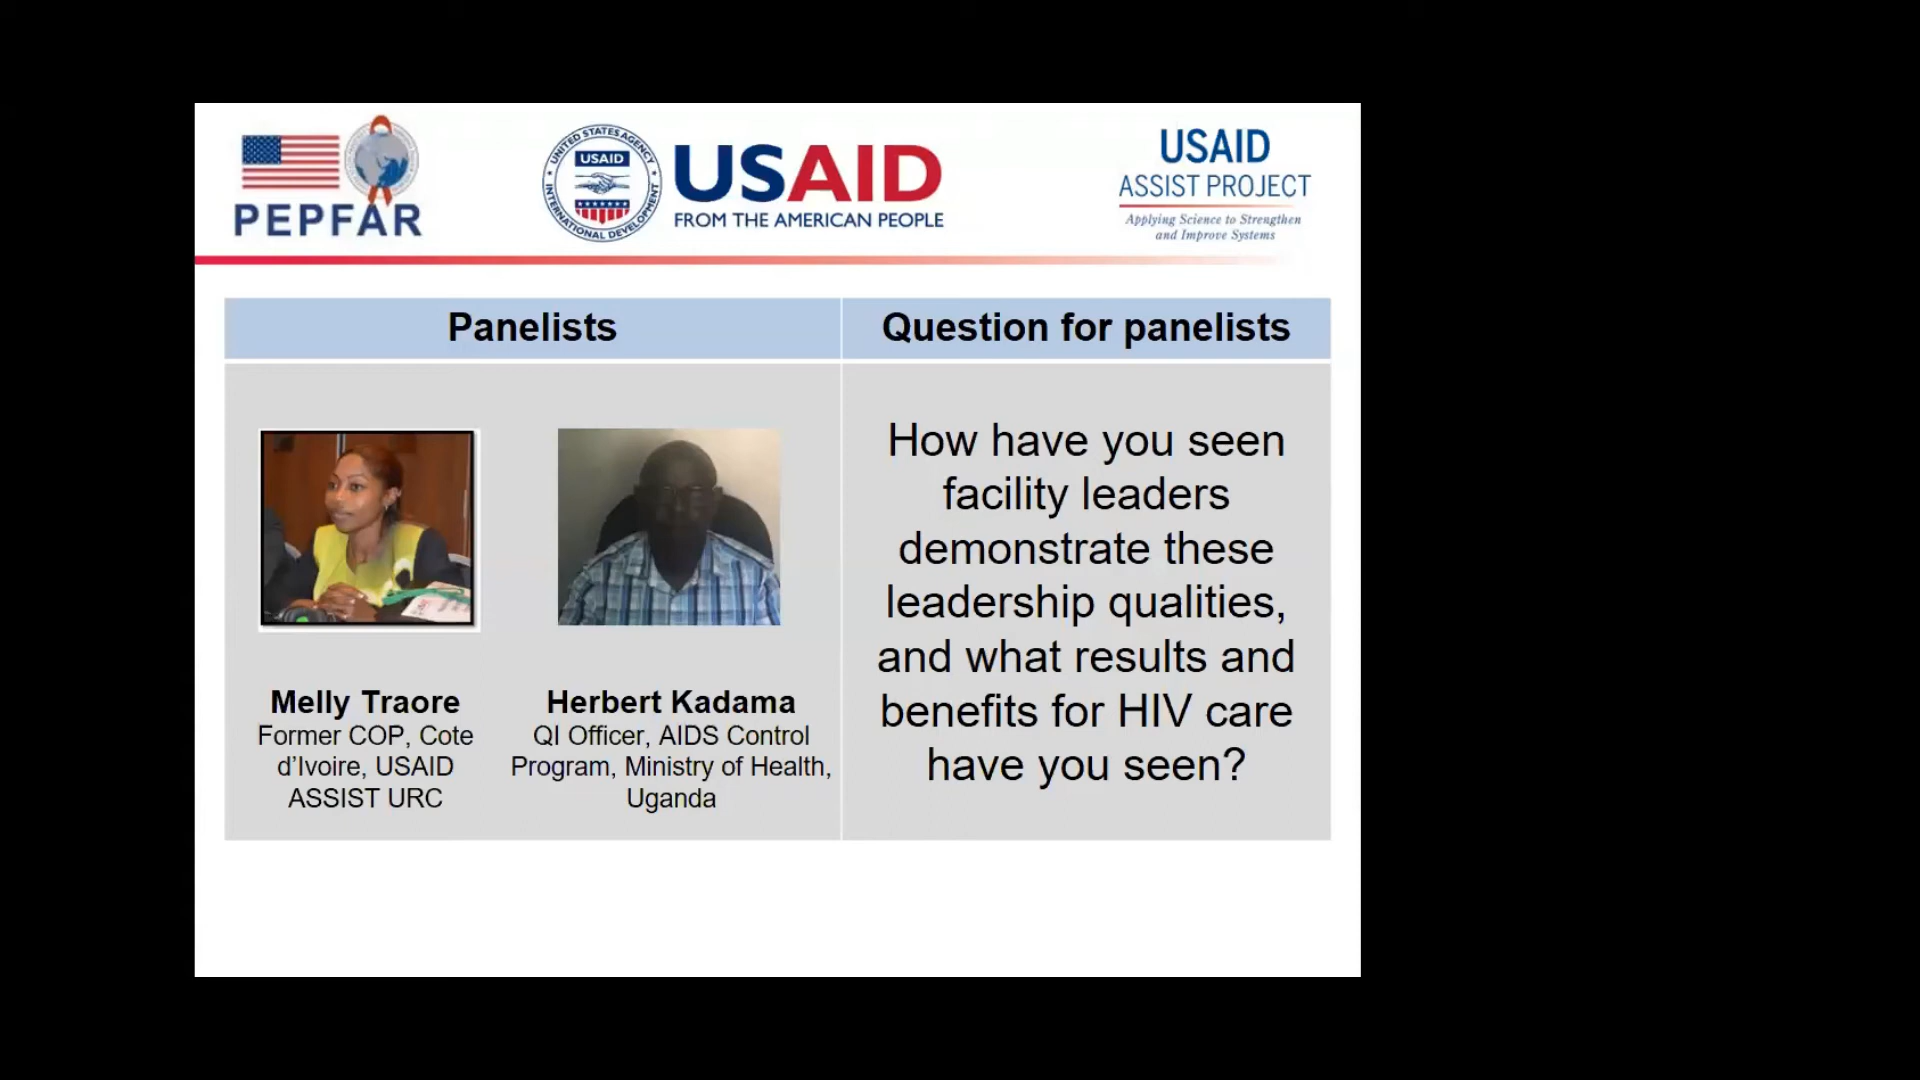 PEPFAR
UNITED STATES AGENCY
USAID
INTERNATIONAL DEVELOPMENT
USAID
FROM THE AMERICAN PEOPLE
USAID
ASSIST PROJECT
Applying Science to Strengthen
and Improve Systems
Panelists
Question for panelists
Melly Traore
Former COP, Cote
d'Ivoire, USAID
ASSIST URC
Herbert Kadama
QI Officer, AIDS Control
Program, Ministry of Health,
Uganda
How have you seen
facility leaders
demonstrate these
leadership qualities,
and what results and
benefits for HIV care
have you seen?